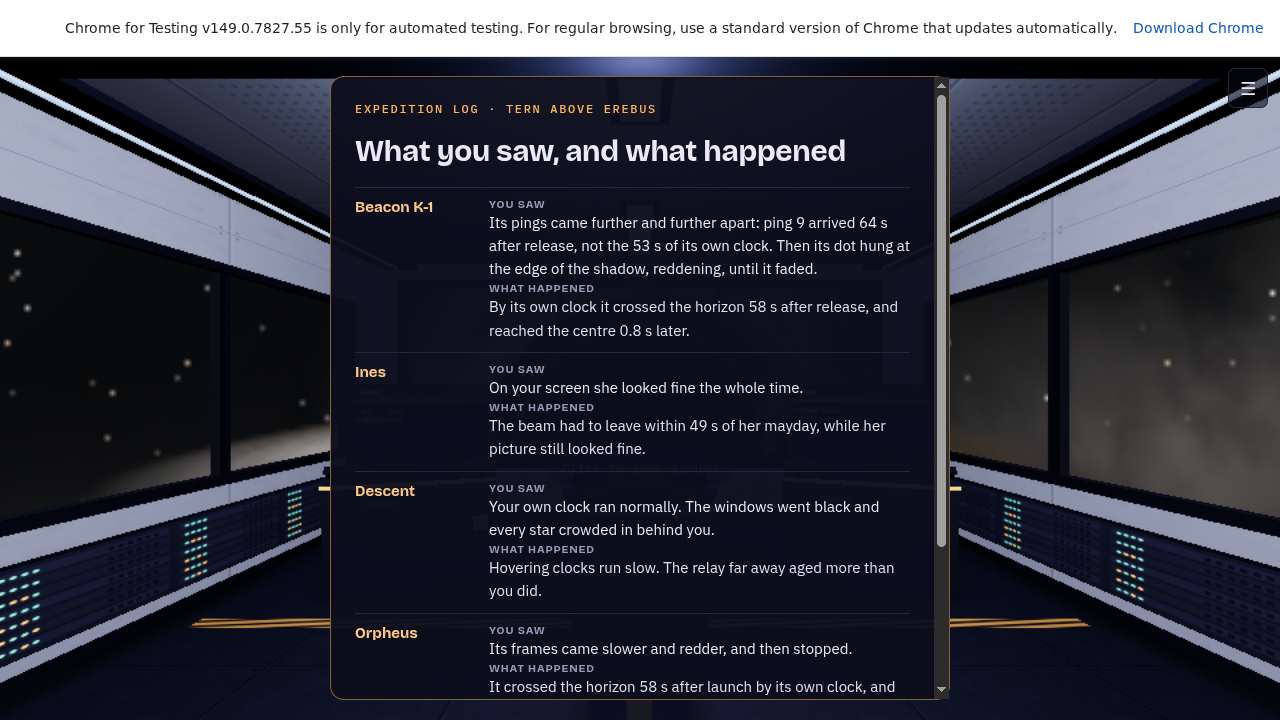 Chrome for Testing v149.0.7827.55 is only for automated testing. For regular browsing, use a standard version of Chrome that updates automatically. Download Chrome
☰
EXPEDITION LOG · TERN ABOVE EREBUS
What you saw, and what happened
Beacon K-1
YOU SAW
Its pings came further and further apart: ping 9 arrived 64 s
after release, not the 53 s of its own clock. Then its dot hung at
the edge of the shadow, reddening, until it faded.
WHAT HAPPENED
By its own clock it crossed the horizon 58 s after release, and
reached the centre 0.8 s later.
Ines
YOU SAW
On your screen she looked fine the whole time.
WHAT HAPPENED
The beam had to leave within 49 s of her mayday, while her
picture still looked fine.
Descent
YOU SAW
Your own clock ran normally. The windows went black and
every star crowded in behind you.
WHAT HAPPENED
Hovering clocks run slow. The relay far away aged more than
you did.
Orpheus
YOU SAW
Its frames came slower and redder, and then stopped.
WHAT HAPPENED
It crossed the horizon 58 s after launch by its own clock, and